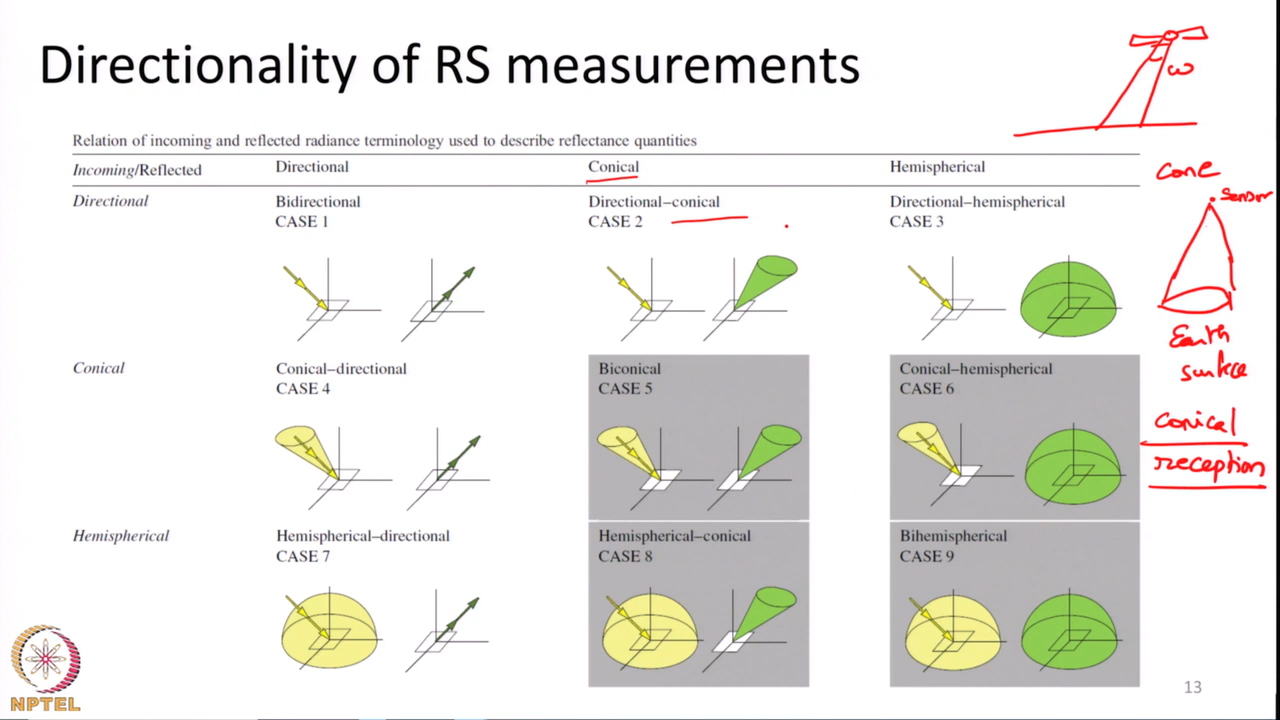 Directionality of RS measurements
ω
Relation of incoming and reflected radiance terminology used to describe reflectance quantities
Incoming/Reflected Directional Conical Hemispherical
cone
Directional Bidirectional Directional–conical Directional–hemispherical
CASE 1 CASE 2 CASE 3
Sensor
Earth
surface
Conical Conical–directional Biconical Conical–hemispherical
CASE 4 CASE 5 CASE 6
conical
reception
Hemispherical Hemispherical–directional Hemispherical–conical Bihemispherical
CASE 7 CASE 8 CASE 9
NPTEL
13